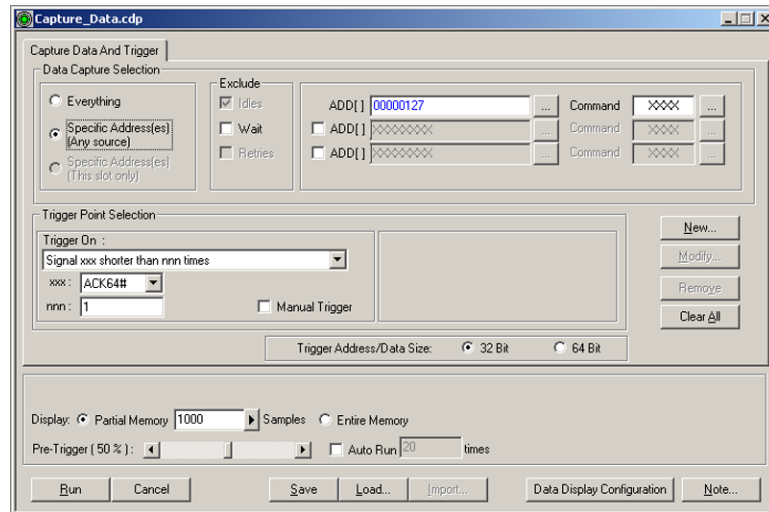 Capture_Data.cdp
Capture Data And Trigger
Data Capture Selection
Everything
Specific Address(es)
(Any source)
Specific Address(es)
(This slot only)
Exclude
Idles
Wait
Retries
ADD[ ] 00000127 ... Command XXXX ...
ADD[ ] XXXXXXXX ... Command XXXX ...
ADD[ ] XXXXXXXX ... Command XXXX ...
Trigger Point Selection
Trigger On :
Signal xxx shorter than nnn times
xxx : ACK64#
nnn : 1
Manual Trigger
New...
Modify...
Remove
Clear All
Trigger Address/Data Size: 32 Bit 64 Bit
Display: Partial Memory 1000 Samples Entire Memory
Pre-Trigger ( 50 % ) : Auto Run 20 times
Run Cancel Save Load... Import... Data Display Configuration Note...